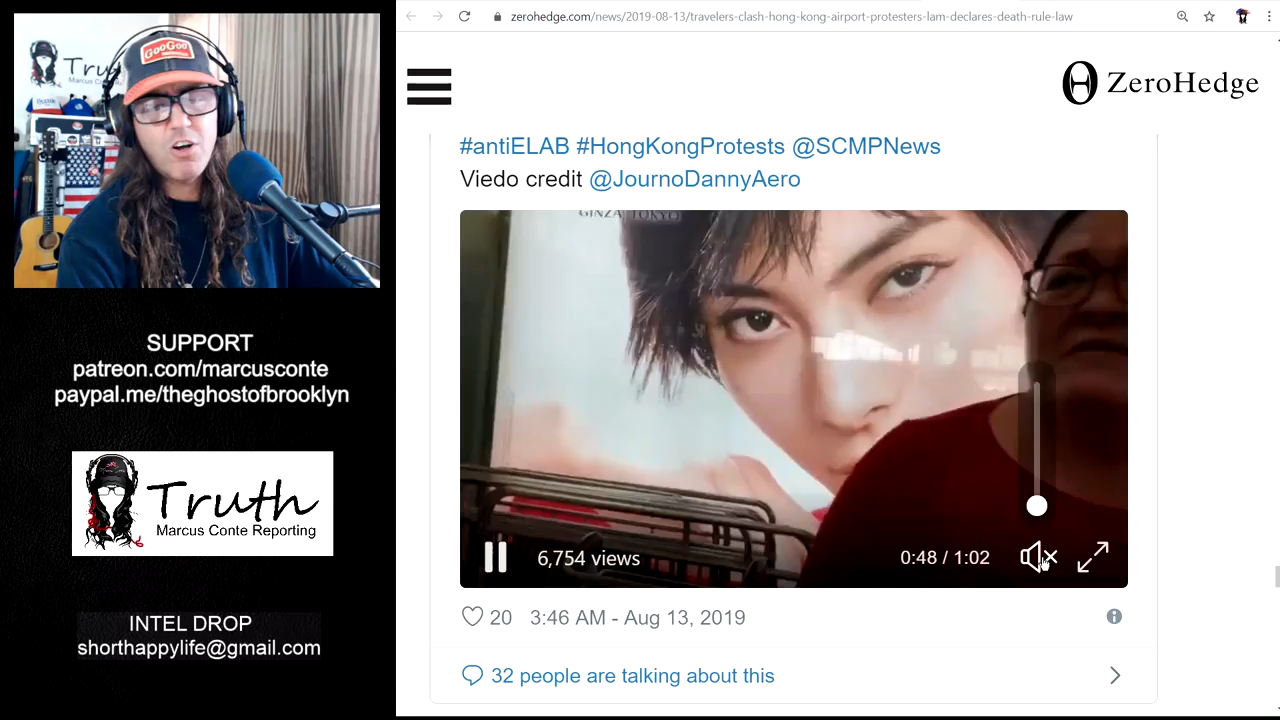 GooGoo
Tru
Marcus Co
SUPPORT
patreon.com/marcusconte
paypal.me/theghostofbrooklyn
Truth
Marcus Conte Reporting
INTEL DROP
shorthappylife@gmail.com
zerohedge.com/news/2019-08-13/travelers-clash-hong-kong-airport-protesters-lam-declares-death-rule-law
ZeroHedge
#antiELAB #HongKongProtests @SCMPNews
Viedo credit @JournoDannyAero
GINZA TOKYO
6,754 views
0:48 / 1:02
20 3:46 AM - Aug 13, 2019
32 people are talking about this